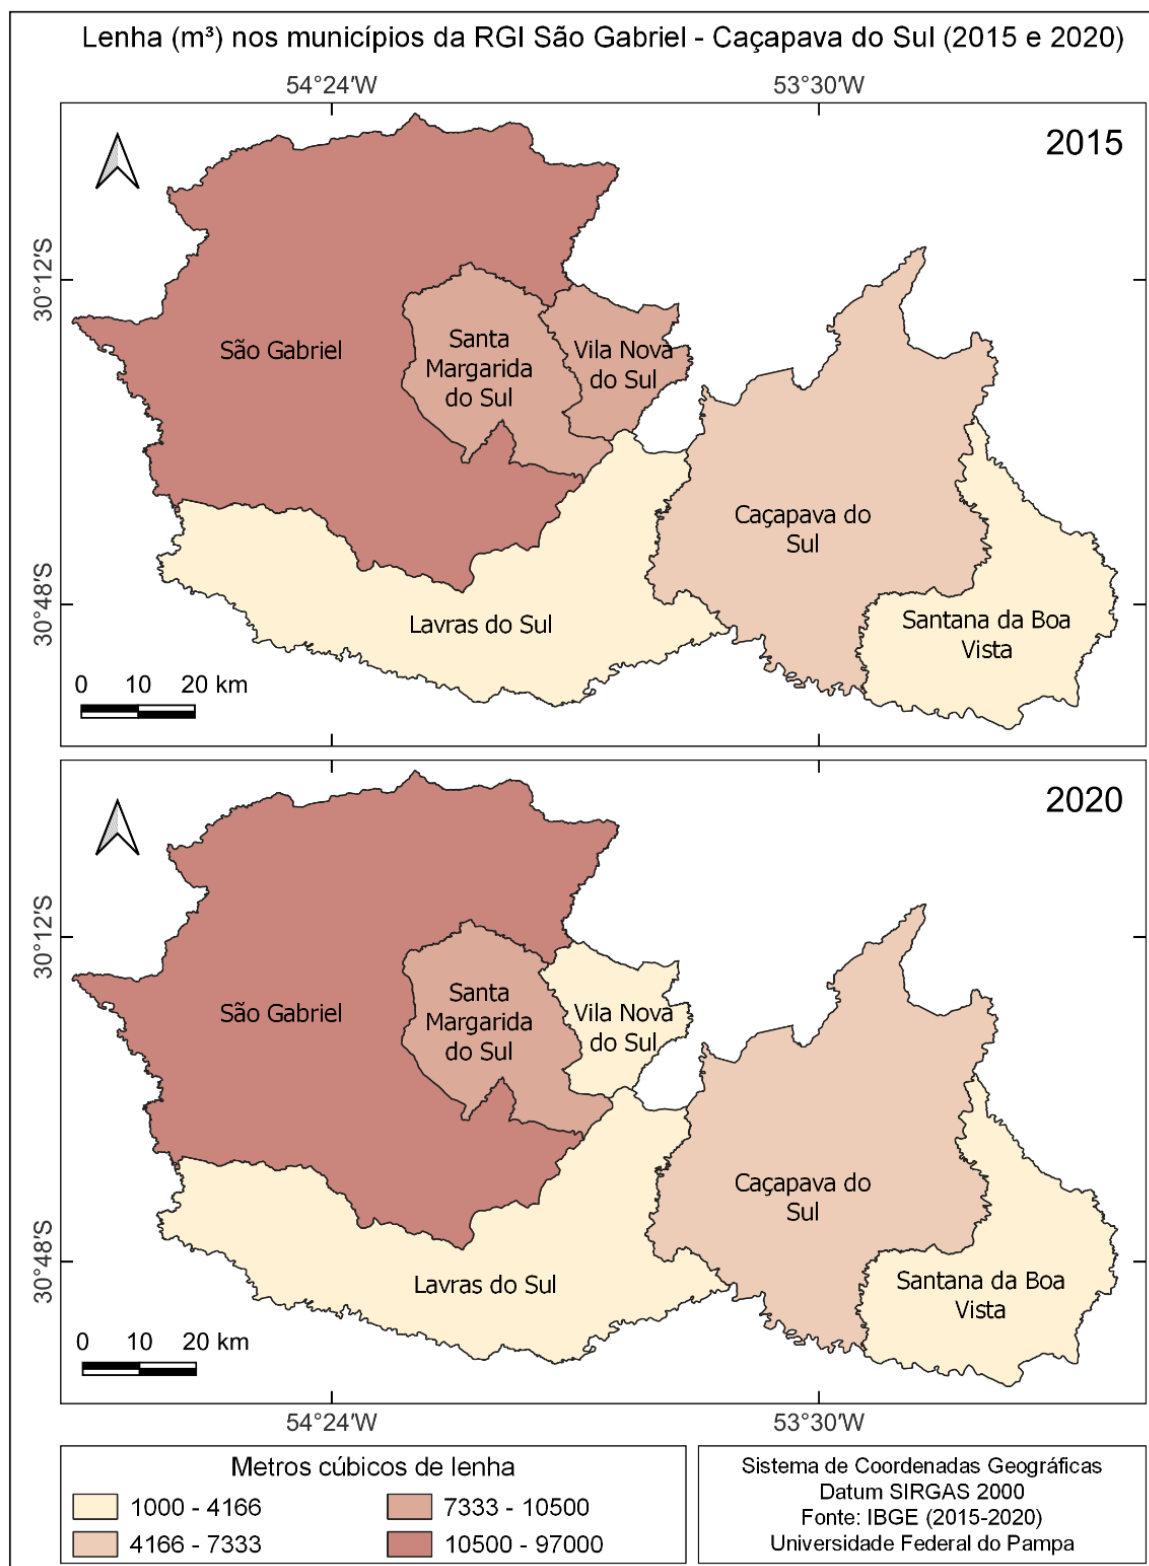 Lenha (m³) nos municípios da RGI São Gabriel - Caçapava do Sul (2015 e 2020)
54°24'W
53°30'W
2015
30°12'S
São Gabriel
Santa
Margarida
do Sul
Vila Nova
do Sul
Caçapava do
Sul
30°48'S
Lavras do Sul
Santana da Boa
Vista
0 10 20 km
2020
30°12'S
São Gabriel
Santa
Margarida
do Sul
Vila Nova
do Sul
Caçapava do
Sul
30°48'S
Lavras do Sul
Santana da Boa
Vista
0 10 20 km
54°24'W
53°30'W
Metros cúbicos de lenha
1000 - 4166
4166 - 7333
7333 - 10500
10500 - 97000
Sistema de Coordenadas Geográficas
Datum SIRGAS 2000
Fonte: IBGE (2015-2020)
Universidade Federal do Pampa